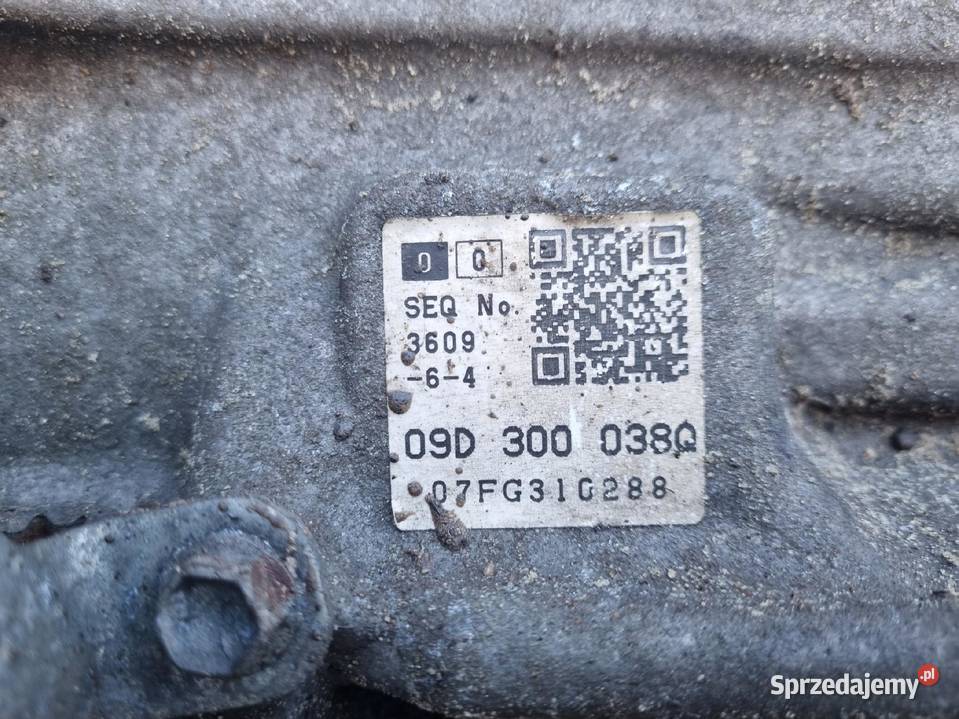 0 0
SEQ No.
3609
-6-4
09D 300 038Q
07FG310288
Sprzedajemy.pl